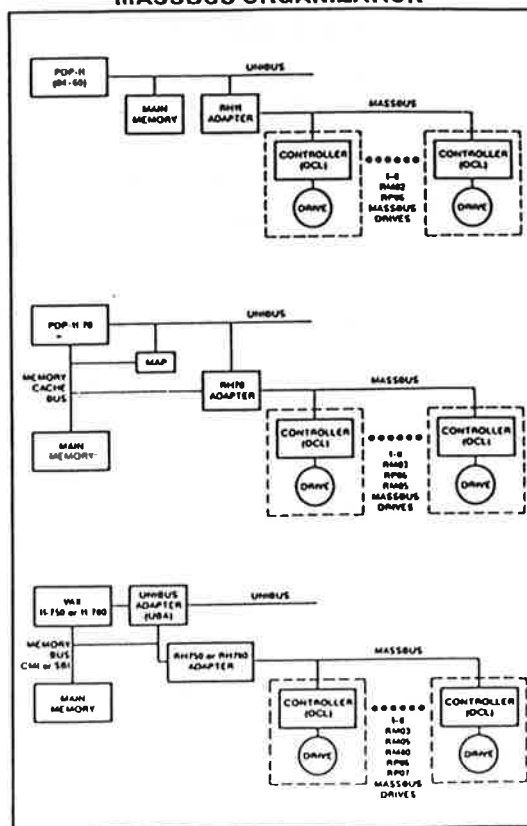 MASSBUS ORGANIZATION
PDP-11
(04-60)
UNIBUS
MAIN
MEMORY
RH11
ADAPTER
MASSBUS
CONTROLLER
(DCL)
DRIVE
1-8
RM02
RP06
MASSBUS
DRIVES
CONTROLLER
(DCL)
DRIVE
PDP-11 70
UNIBUS
MAP
MEMORY
CACHE
BUS
RH70
ADAPTER
MASSBUS
MAIN
MEMORY
CONTROLLER
(DCL)
DRIVE
1-8
RM03
RP06
RM05
MASSBUS
DRIVES
CONTROLLER
(DCL)
DRIVE
VAX
11-750 or 11-780
UNIBUS
ADAPTER
(UBA)
UNIBUS
MEMORY
BUS
CMI or SBI
RH750 or RH780
ADAPTER
MASSBUS
MAIN
MEMORY
CONTROLLER
(DCL)
DRIVE
1-8
RM03
RM05
RM80
RP06
RP07
MASSBUS
DRIVES
CONTROLLER
(DCL)
DRIVE